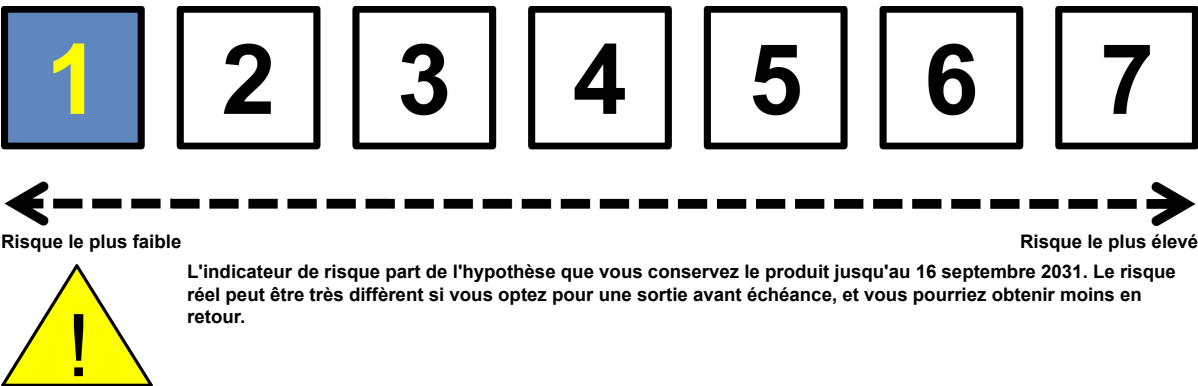 1 2 3 4 5 6 7
Risque le plus faible Risque le plus élevé
! L'indicateur de risque part de l'hypothèse que vous conservez le produit jusqu'au 16 septembre 2031. Le risque
réel peut être très diffèrent si vous optez pour une sortie avant échéance, et vous pourriez obtenir moins en
retour.